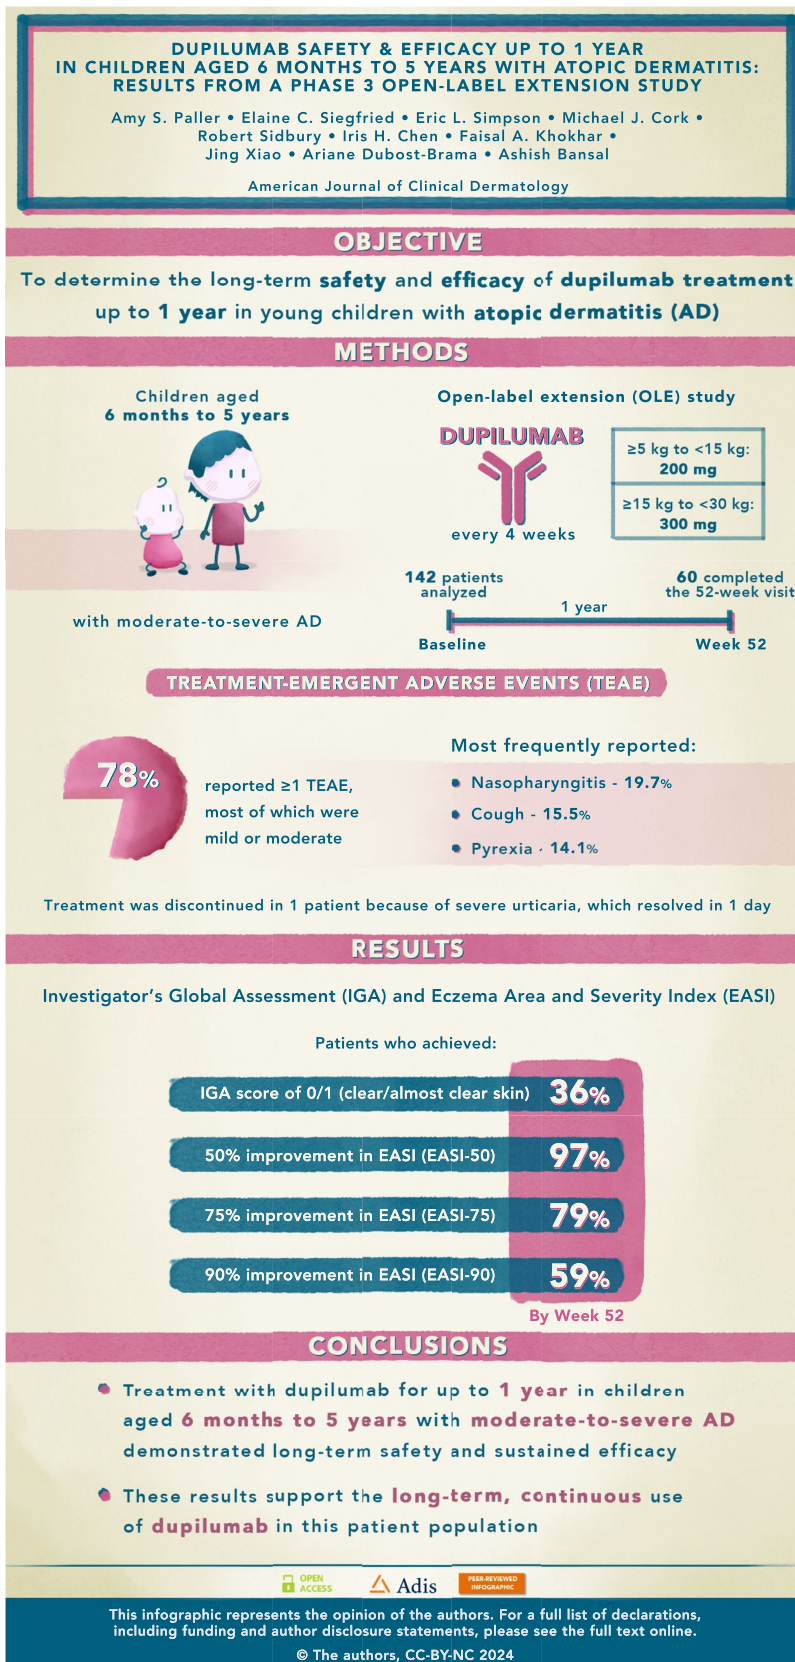 DUPILUMAB SAFETY & EFFICACY UP TO 1 YEAR
IN CHILDREN AGED 6 MONTHS TO 5 YEARS WITH ATOPIC DERMATITIS:
RESULTS FROM A PHASE 3 OPEN-LABEL EXTENSION STUDY
Amy S. Paller • Elaine C. Siegfried • Eric L. Simpson • Michael J. Cork •
Robert Sidbury • Iris H. Chen • Faisal A. Khokhar •
Jing Xiao • Ariane Dubost-Brama • Ashish Bansal
American Journal of Clinical Dermatology
OBJECTIVE
To determine the long-term safety and efficacy of dupilumab treatment
up to 1 year in young children with atopic dermatitis (AD)
METHODS
Children aged
6 months to 5 years
with moderate-to-severe AD
Open-label extension (OLE) study
DUPILUMAB
every 4 weeks
≥5 kg to <15 kg:
200 mg
≥15 kg to <30 kg:
300 mg
142 patients
analyzed
60 completed
the 52-week visit
1 year
Baseline
Week 52
TREATMENT-EMERGENT ADVERSE EVENTS (TEAE)
78%
reported ≥1 TEAE,
most of which were
mild or moderate
Most frequently reported:
• Nasopharyngitis - 19.7%
• Cough - 15.5%
• Pyrexia - 14.1%
Treatment was discontinued in 1 patient because of severe urticaria, which resolved in 1 day
RESULTS
Investigator's Global Assessment (IGA) and Eczema Area and Severity Index (EASI)
Patients who achieved:
IGA score of 0/1 (clear/almost clear skin) 36%
50% improvement in EASI (EASI-50) 97%
75% improvement in EASI (EASI-75) 79%
90% improvement in EASI (EASI-90) 59%
By Week 52
CONCLUSIONS
• Treatment with dupilumab for up to 1 year in children
aged 6 months to 5 years with moderate-to-severe AD
demonstrated long-term safety and sustained efficacy
• These results support the long-term, continuous use
of dupilumab in this patient population
OPEN
ACCESS
Adis
PEER-REVIEWED
INFOGRAPHIC
This infographic represents the opinion of the authors. For a full list of declarations,
including funding and author disclosure statements, please see the full text online.
© The authors, CC-BY-NC 2024